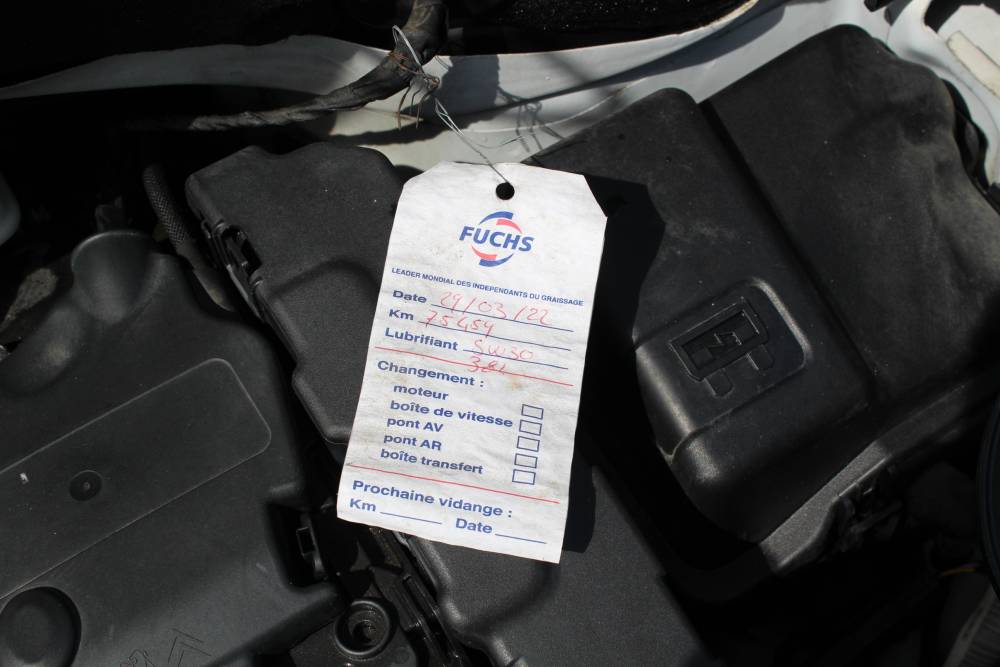 FUCHS
LEADER MONDIAL DES INDEPENDANTS DU GRAISSAGE
Date 29/03/22
Km 75454
Lubrifiant 5W30
3.8L
Changement :
moteur
boîte de vitesse
pont AV
pont AR
boîte transfert
Prochaine vidange :
Km Date